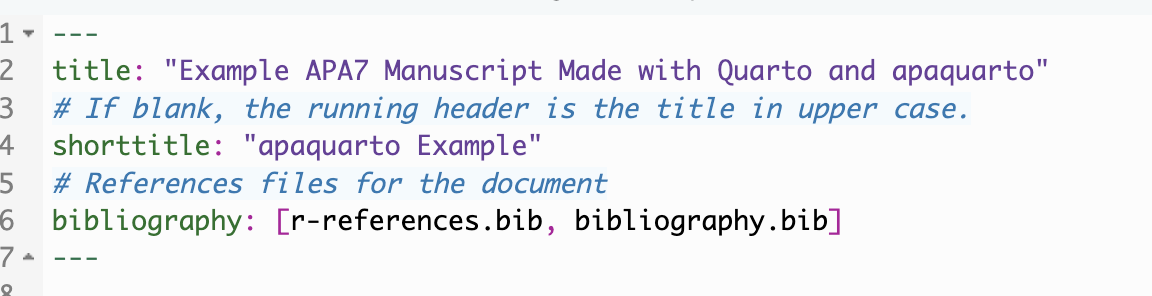 1 ---
2 title: "Example APA7 Manuscript Made with Quarto and apaquarto"
3 # If blank, the running header is the title in upper case.
4 shorttitle: "apaquarto Example"
5 # References files for the document
6 bibliography: [r-references.bib, bibliography.bib]
7 ---
8